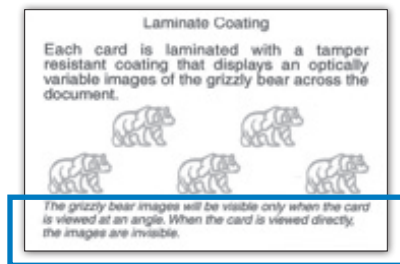 Laminate Coating
Each card is laminated with a tamper
resistant coating that displays an optically
variable images of the grizzly bear across the
document.
The grizzly bear images will be visible only when the card
is viewed at an angle. When the card is viewed directly,
the images are invisible.